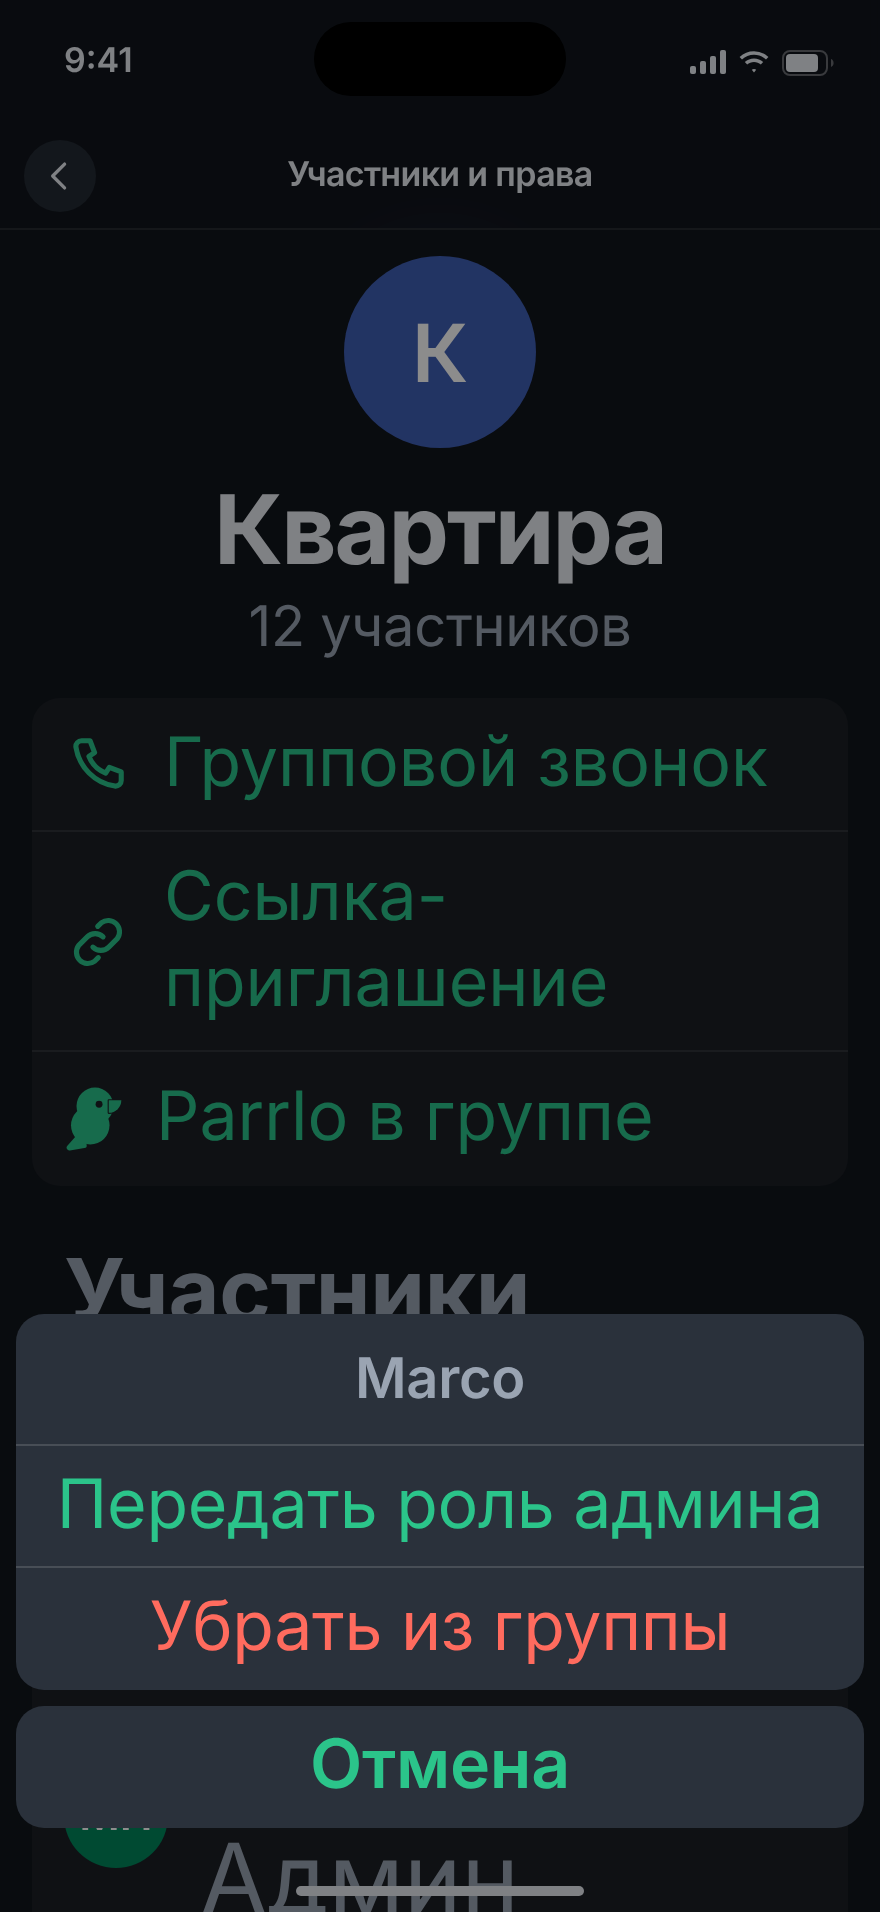 9:41
Участники и права
К
Квартира
12 участников
Групповой звонок
Ссылка-
приглашение
Parrlo в группе
Участники
Marco
Передать роль админа
Убрать из группы
Отмена
Админ